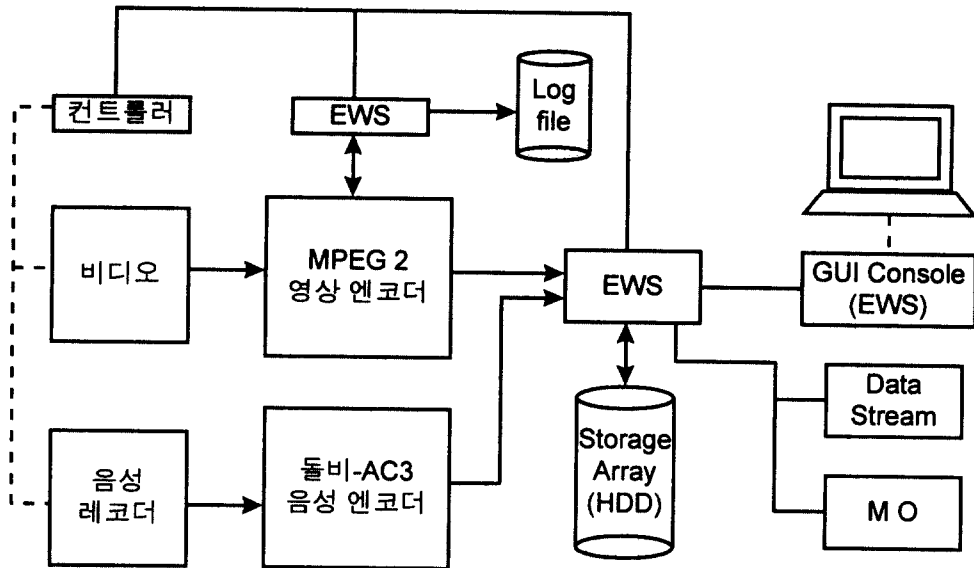 컨트롤러
EWS
Log
file
비디오
MPEG 2
영상 엔코더
EWS
GUI Console
(EWS)
Data
Stream
음성
레코더
돌비-AC3
음성 엔코더
Storage
Array
(HDD)
M O